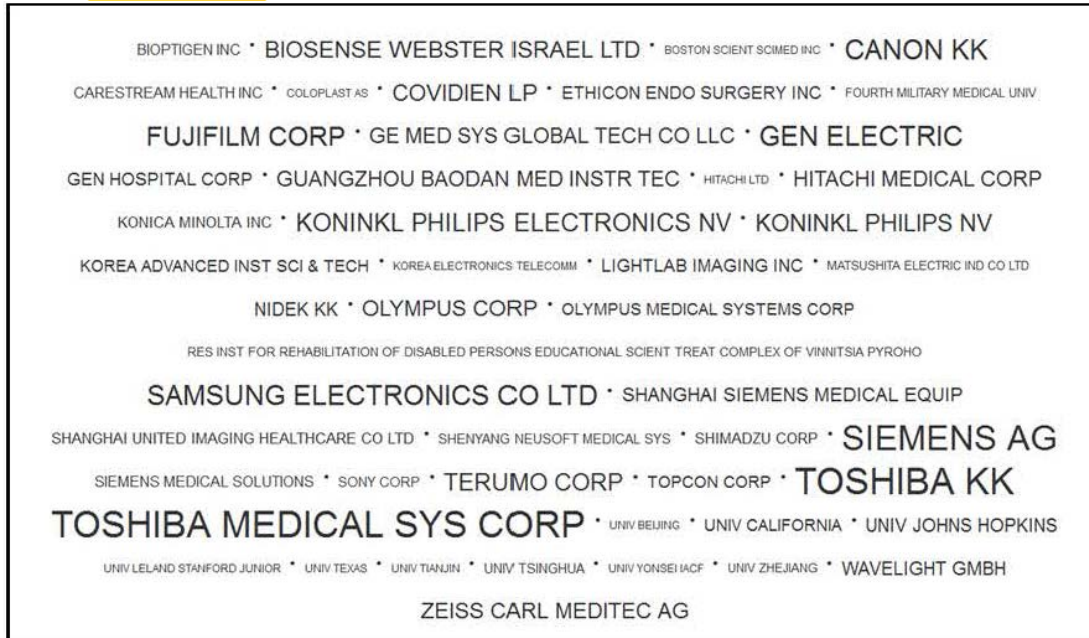 BIOPTIGEN INC · BIOSENSE WEBSTER ISRAEL LTD · BOSTON SCIENT SCIMED INC · CANON KK
CARESTREAM HEALTH INC · COLOPLAST AS · COVIDIEN LP · ETHICON ENDO SURGERY INC · FOURTH MILITARY MEDICAL UNIV
FUJIFILM CORP · GE MED SYS GLOBAL TECH CO LLC · GEN ELECTRIC
GEN HOSPITAL CORP · GUANGZHOU BAODAN MED INSTR TEC · HITACHI LTD · HITACHI MEDICAL CORP
KONICA MINOLTA INC · KONINKL PHILIPS ELECTRONICS NV · KONINKL PHILIPS NV
KOREA ADVANCED INST SCI & TECH · KOREA ELECTRONICS TELECOMM · LIGHTLAB IMAGING INC · MATSUSHITA ELECTRIC IND CO LTD
NIDEK KK · OLYMPUS CORP · OLYMPUS MEDICAL SYSTEMS CORP
RES INST FOR REHABILITATION OF DISABLED PERSONS EDUCATIONAL SCIENT TREAT COMPLEX OF VINNITSIA PYROHO
SAMSUNG ELECTRONICS CO LTD · SHANGHAI SIEMENS MEDICAL EQUIP
SHANGHAI UNITED IMAGING HEALTHCARE CO LTD · SHENYANG NEUSOFT MEDICAL SYS · SHIMADZU CORP · SIEMENS AG
SIEMENS MEDICAL SOLUTIONS · SONY CORP · TERUMO CORP · TOPCON CORP · TOSHIBA KK
TOSHIBA MEDICAL SYS CORP · UNIV BEIJING · UNIV CALIFORNIA · UNIV JOHNS HOPKINS
UNIV LELAND STANFORD JUNIOR · UNIV TEXAS · UNIV TIANJIN · UNIV TSINGHUA · UNIV YONSEI IACF · UNIV ZHEJIANG · WAVELIGHT GMBH
ZEISS CARL MEDITEC AG